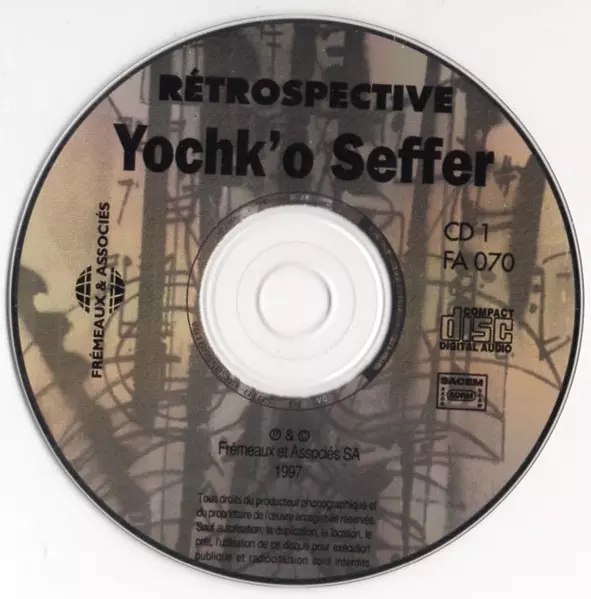 RÉTROSPECTIVE
Yochk'o Seffer
FRÉMEAUX & ASSOCIÉS
CD 1
FA 070
COMPACT
disc
DIGITAL AUDIO
SACEM
SDRM
℗ & ©
Frémeaux et Associés SA
1997
Tous droits du producteur phonographique et
du propriétaire de l'œuvre enregistrée réservés.
Sauf autorisation: la duplication, la location, le
prêt, l'utilisation de ce disque pour exécution
publique et radiodiffusion sont interdits.